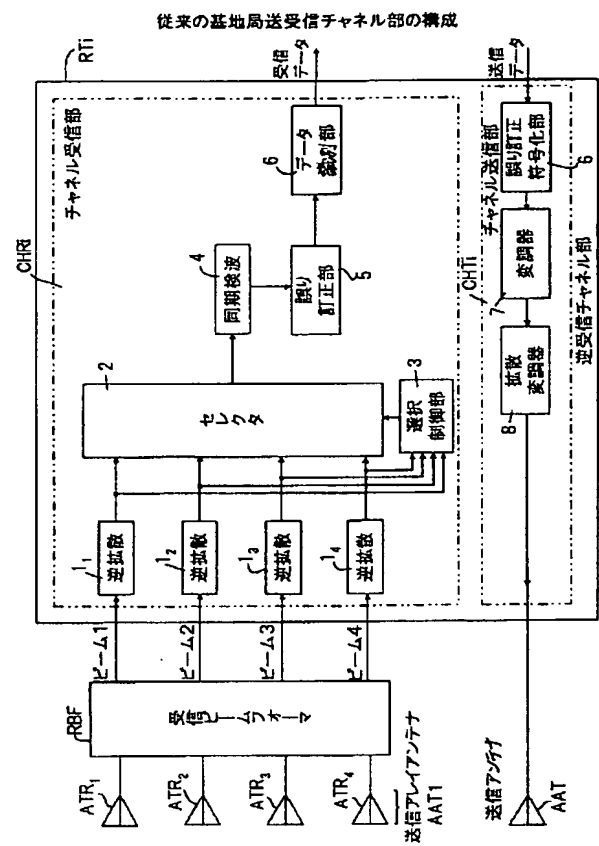 従来の基地局送受信チャネル部の構成
RTi
CHRi
チャネル受信部
受信
データ
6
データ
識別部
4
同期検波
誤り
訂正部
5
2
セレクタ
3
選択
制御部
1₁
逆拡散
1₂
逆拡散
1₃
逆拡散
1₄
逆拡散
ビーム1
ビーム2
ビーム3
ビーム4
RBF
受信ビームフォーマ
ATR₁
ATR₂
ATR₃
ATR₄
送信アレイアンテナ
AAT1
送信
データ
チャネル送信部
誤り訂正
符号化部
6
CHTi
変調器
7
拡散
変調器
8
逆受信チャネル部
送信アンテナ
AAT